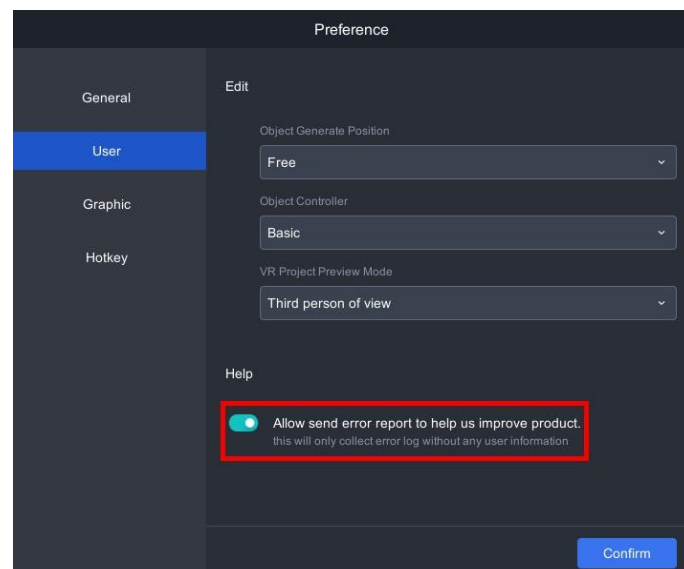 Preference
General
User
Graphic
Hotkey
Edit
Object Generate Position
Free
Object Controller
Basic
VR Project Preview Mode
Third person of view
Help
Allow send error report to help us improve product.
this will only collect error log without any user information
Confirm